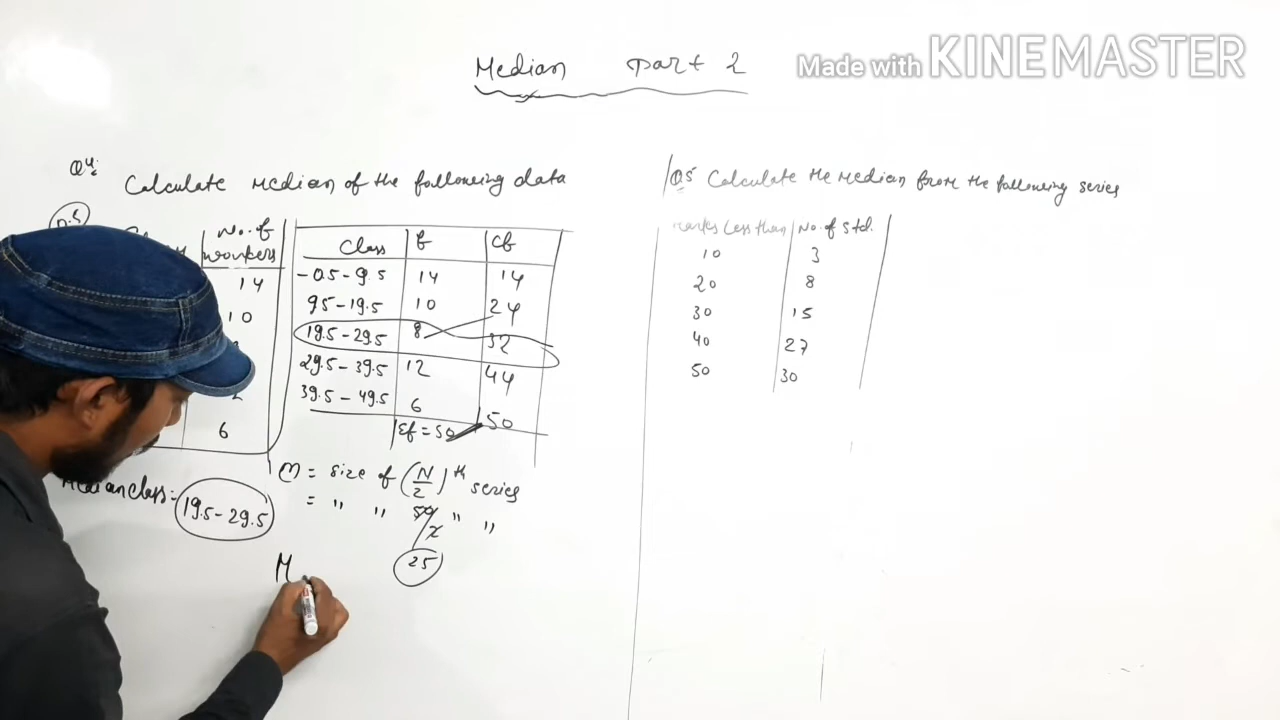 Median Part 2
Made with KINEMASTER
Q4.
Calculate Median of the following data
No. of
workers
14
10
6
Class f cf
-0.5-9.5 14 14
9.5-19.5 10 24
19.5-29.5 8 32
29.5-39.5 12 44
39.5-49.5 6 50
Σf=50
M = size of (N/2)th series
= " " 50/2 " "
25
Median class = 19.5-29.5
M
Q5 Calculate the Median from the following series
Marks Less than No. of Std.
10 3
20 8
30 15
40 27
50 30